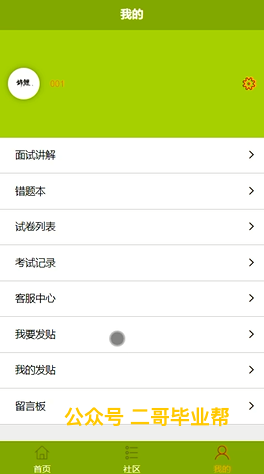 我的
001
面试讲解
错题本
试卷列表
考试记录
客服中心
我要发贴
我的发贴
留言板
公众号 二哥毕业帮
首页
社区
我的